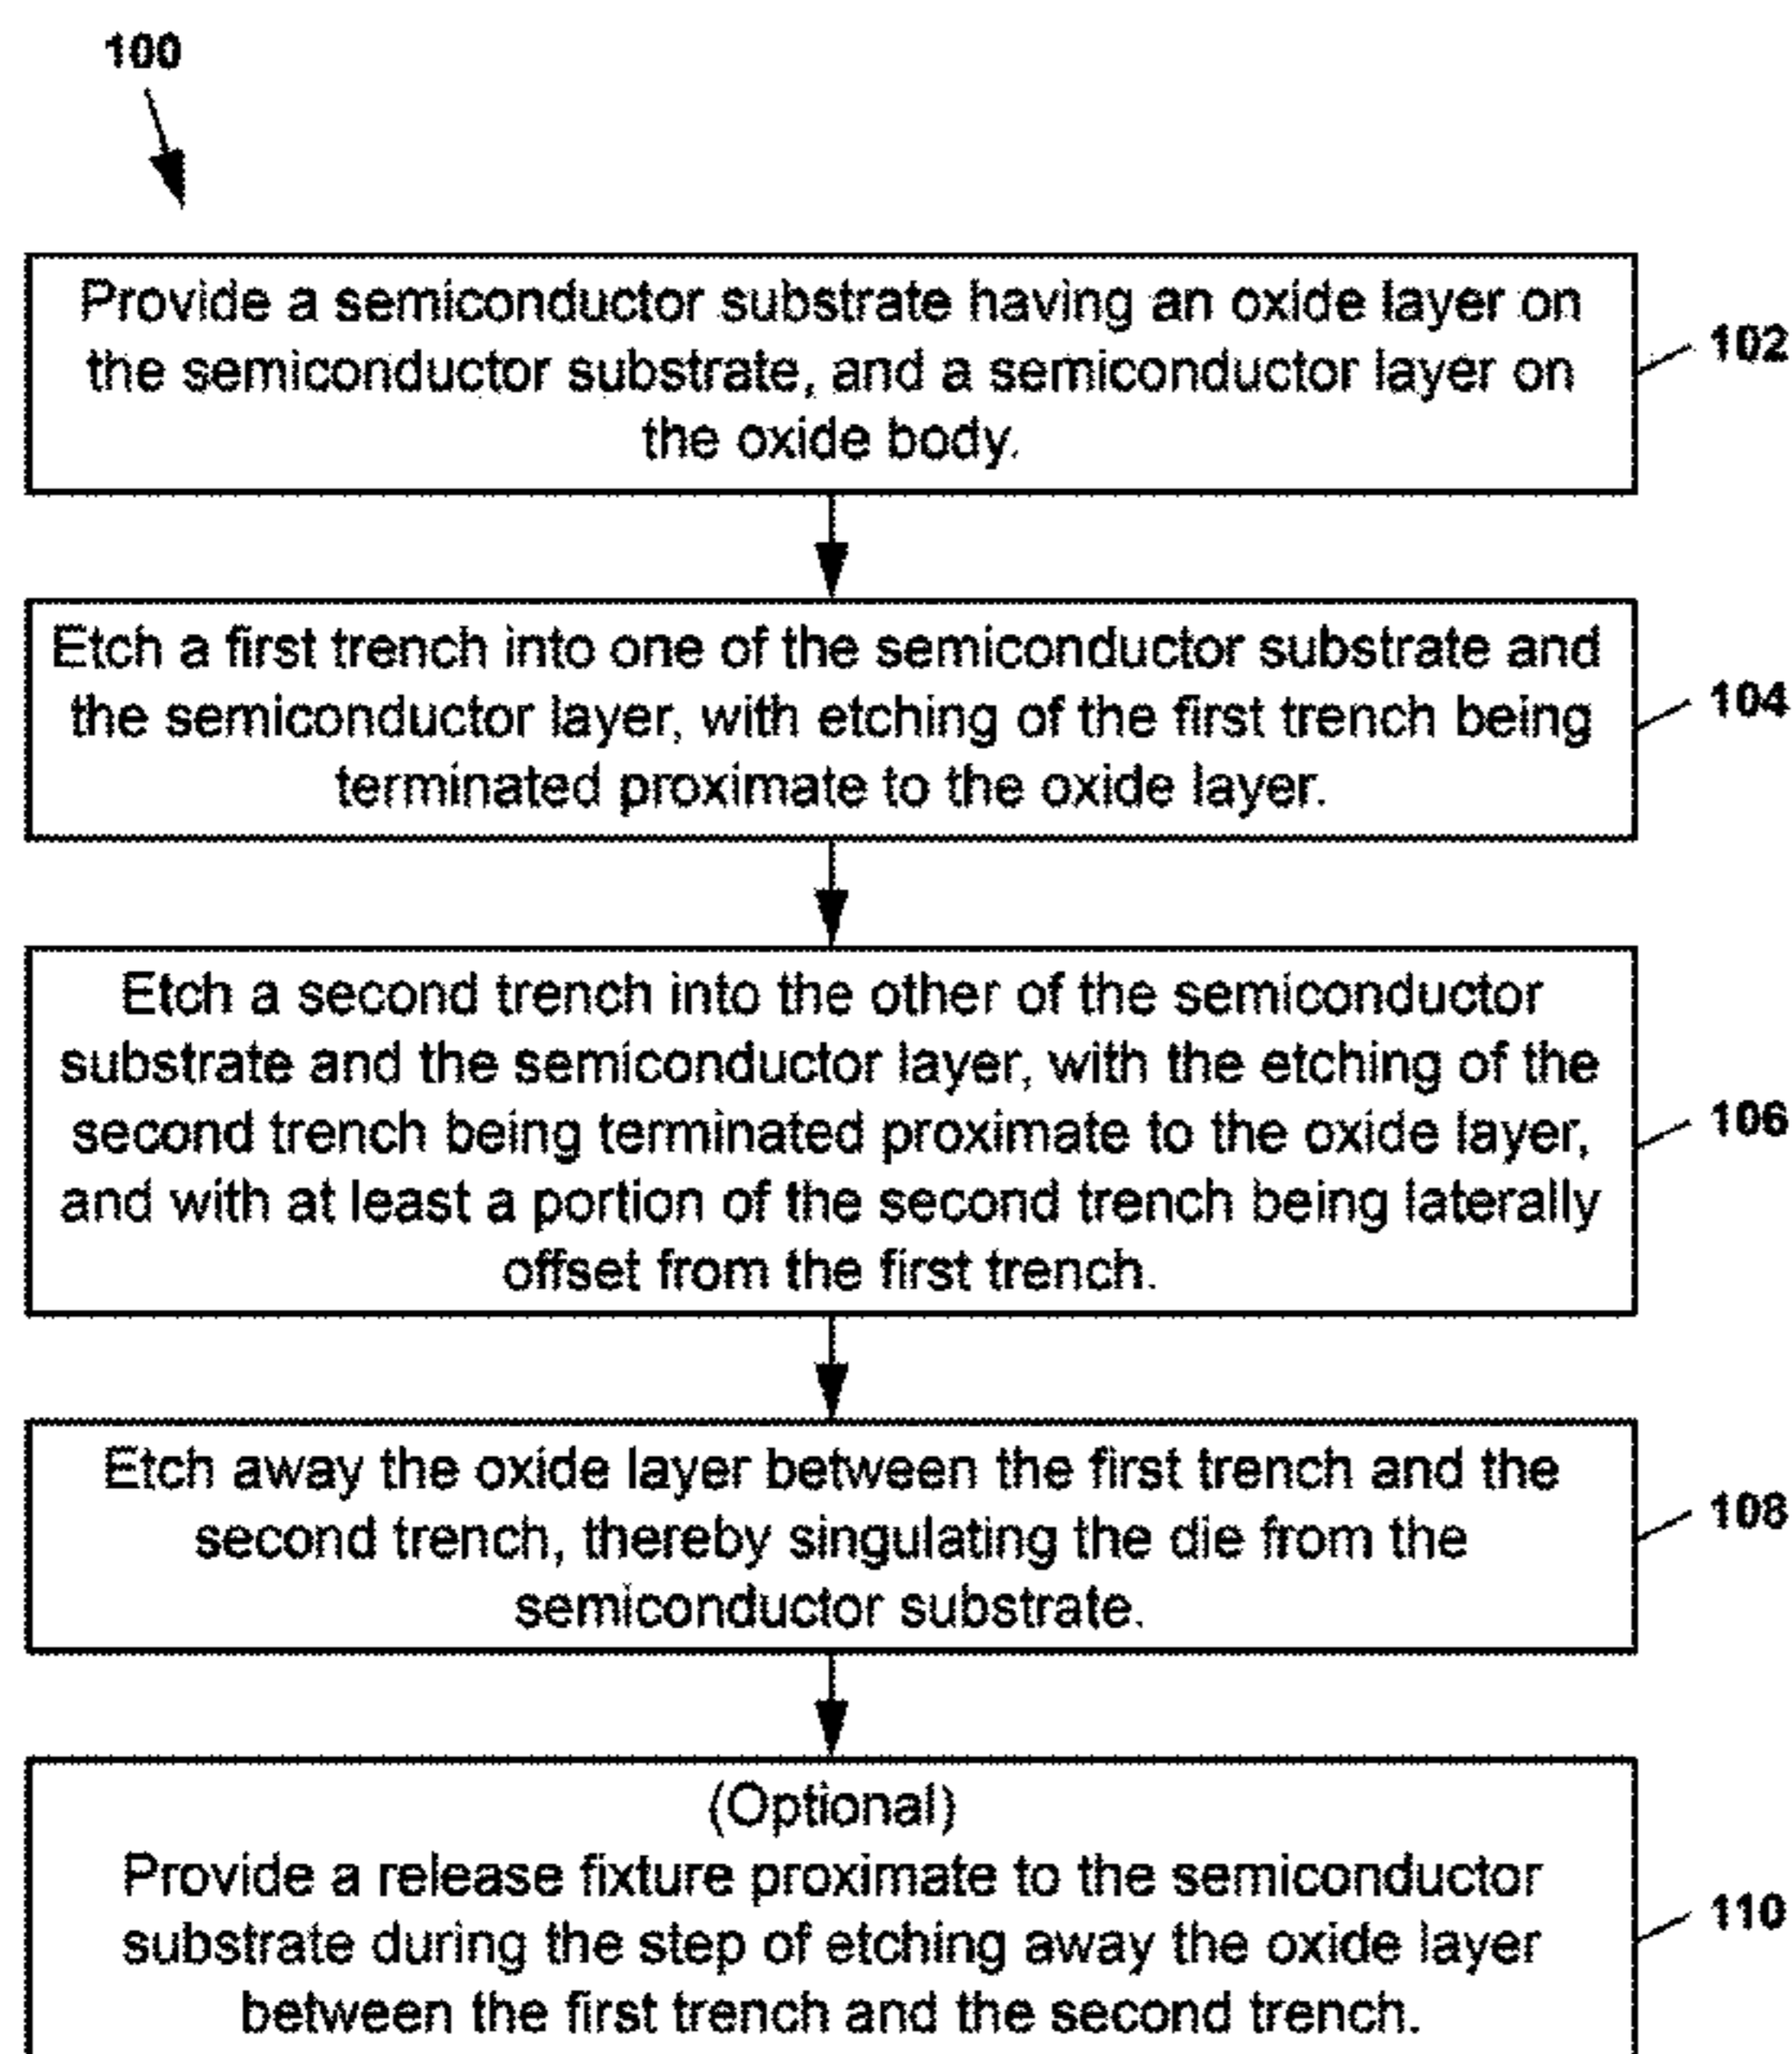 100
Provide a semiconductor substrate having an oxide layer on
the semiconductor substrate, and a semiconductor layer on
the oxide body.
102
Etch a first trench into one of the semiconductor substrate and
the semiconductor layer, with etching of the first trench being
terminated proximate to the oxide layer.
104
Etch a second trench into the other of the semiconductor
substrate and the semiconductor layer, with the etching of the
second trench being terminated proximate to the oxide layer,
and with at least a portion of the second trench being laterally
offset from the first trench.
106
Etch away the oxide layer between the first trench and the
second trench, thereby singulating the die from the
semiconductor substrate.
108
(Optional)
Provide a release fixture proximate to the semiconductor
substrate during the step of etching away the oxide layer
between the first trench and the second trench.
110